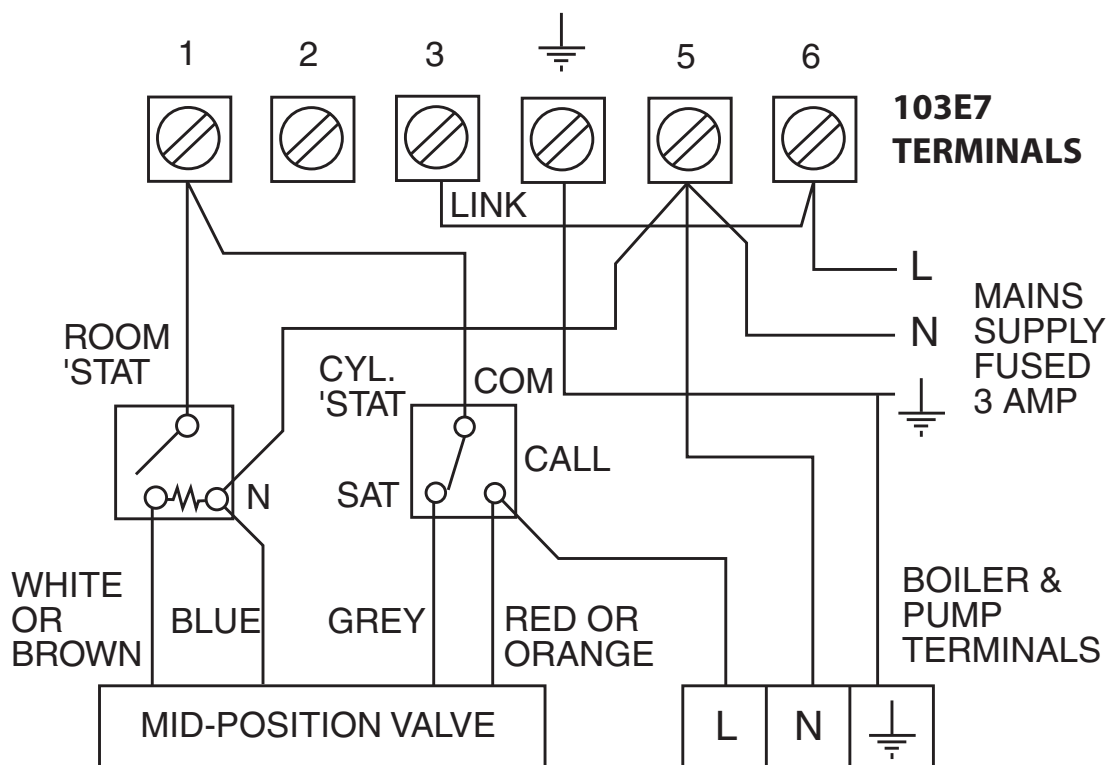 1
2
3
5
6
103E7
TERMINALS
LINK
L
N
MAINS
SUPPLY
FUSED
3 AMP
ROOM
'STAT
CYL.
'STAT
COM
CALL
SAT
N
WHITE
OR
BROWN
BLUE
GREY
RED OR
ORANGE
BOILER &
PUMP
TERMINALS
MID-POSITION VALVE
L
N